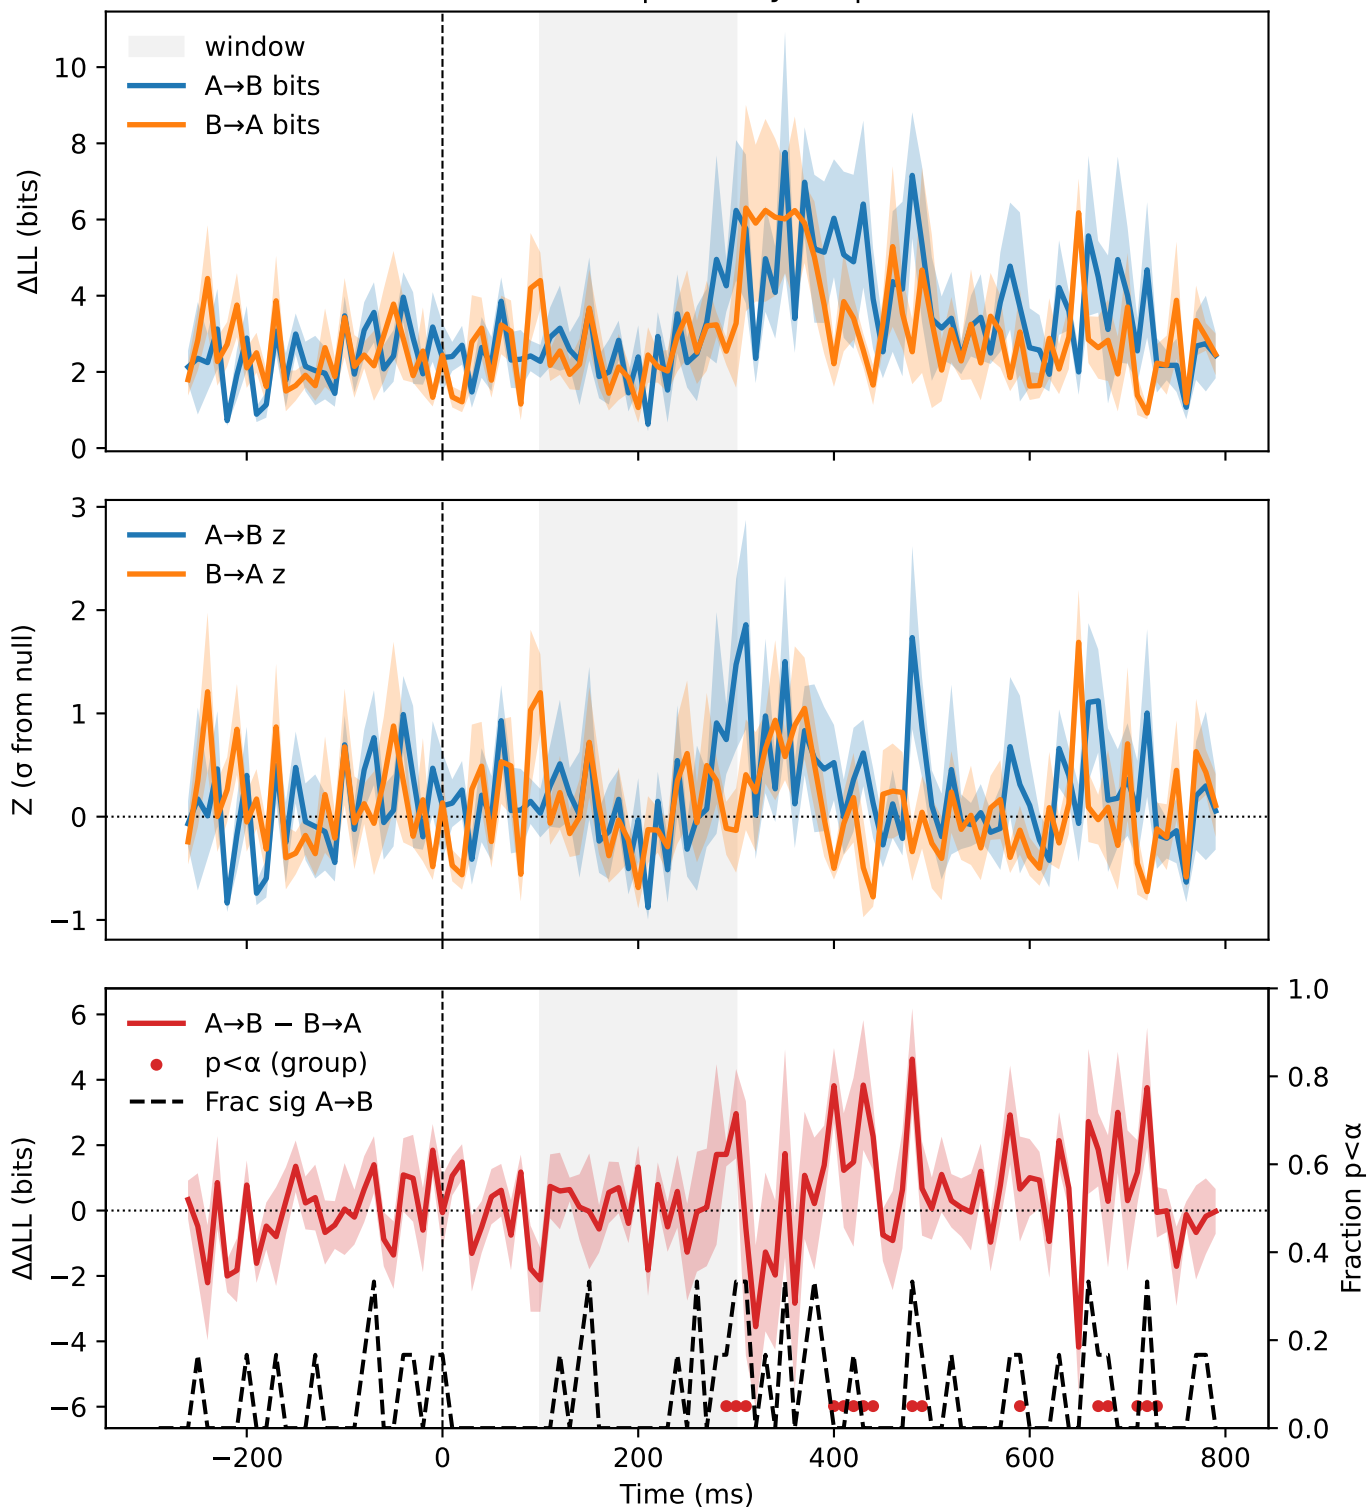 window
A→B bits
B→A bits
10
8
6
4
2
0
ΔLL (bits)
A→B z
B→A z
3
2
1
0
−1
Z (σ from null)
A→B − B→A
p<α (group)
Frac sig A→B
6
4
2
0
−2
−4
−6
ΔΔLL (bits)
1.0
0.8
0.6
0.4
0.2
0.0
Fraction p<α
−200
0
200
400
600
800
Time (ms)